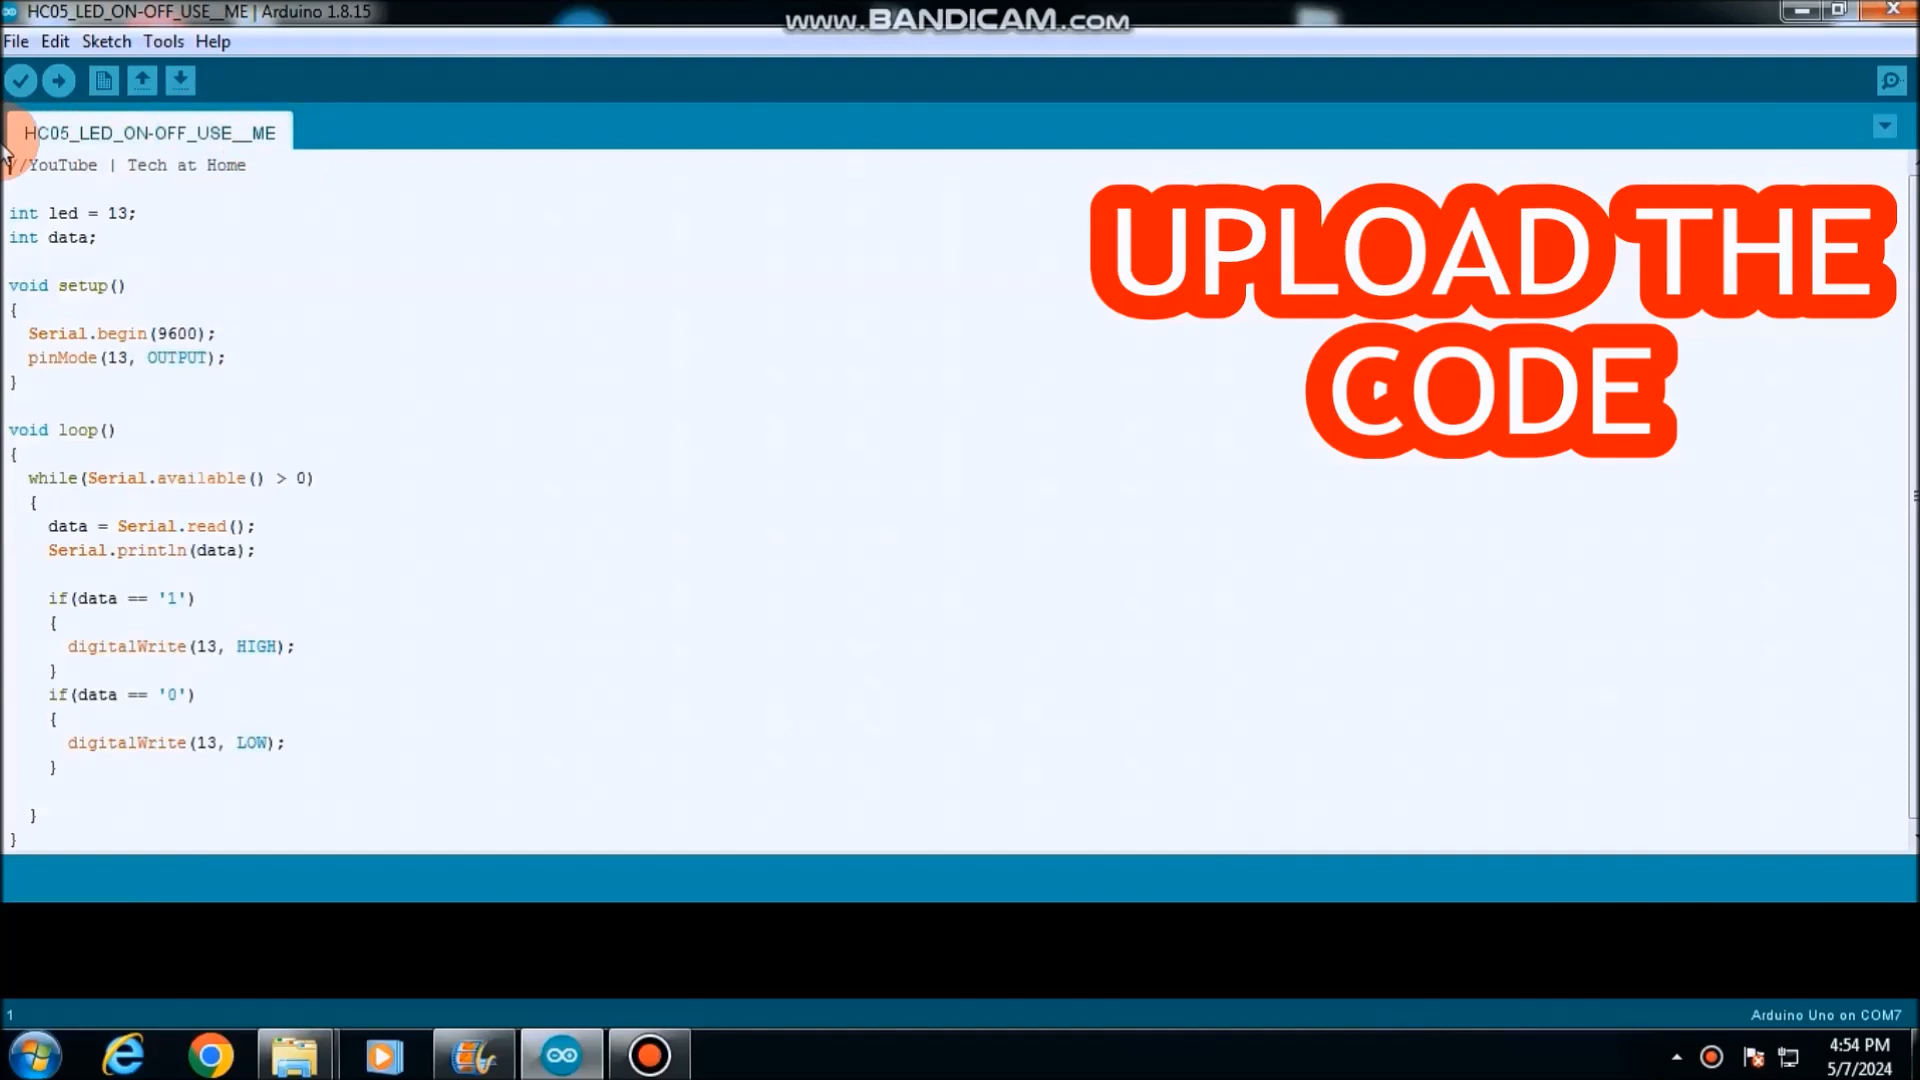 HC05_LED_ON-OFF_USE__ME | Arduino 1.8.15
www.BANDICAM.com
File Edit Sketch Tools Help
HC05_LED_ON-OFF_USE__ME
//YouTube | Tech at Home
int led = 13;
int data;
void setup()
{
Serial.begin(9600);
pinMode(13, OUTPUT);
}
void loop()
{
while(Serial.available() > 0)
{
data = Serial.read();
Serial.println(data);
if(data == '1')
{
digitalWrite(13, HIGH);
}
if(data == '0')
{
digitalWrite(13, LOW);
}
}
}
UPLOAD THE
CODE
1
Arduino Uno on COM7
4:54 PM
5/7/2024